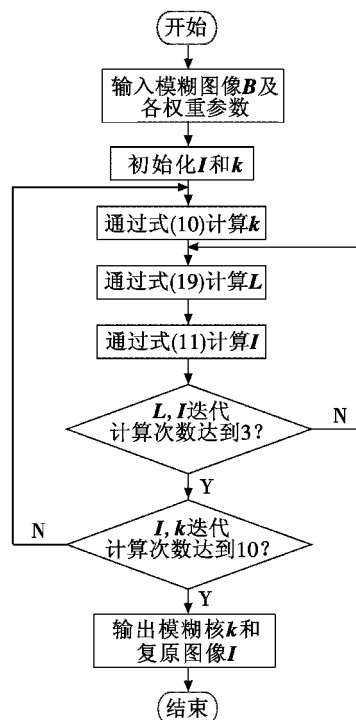 开始
输入模糊图像B及
各权重参数
初始化I和k
通过式(10)计算k
通过式(19)计算L
通过式(11)计算I
L, I迭代
计算次数达到3?
N
Y
I, k迭代
计算次数达到10?
N
Y
输出模糊核k和
复原图像I
结束